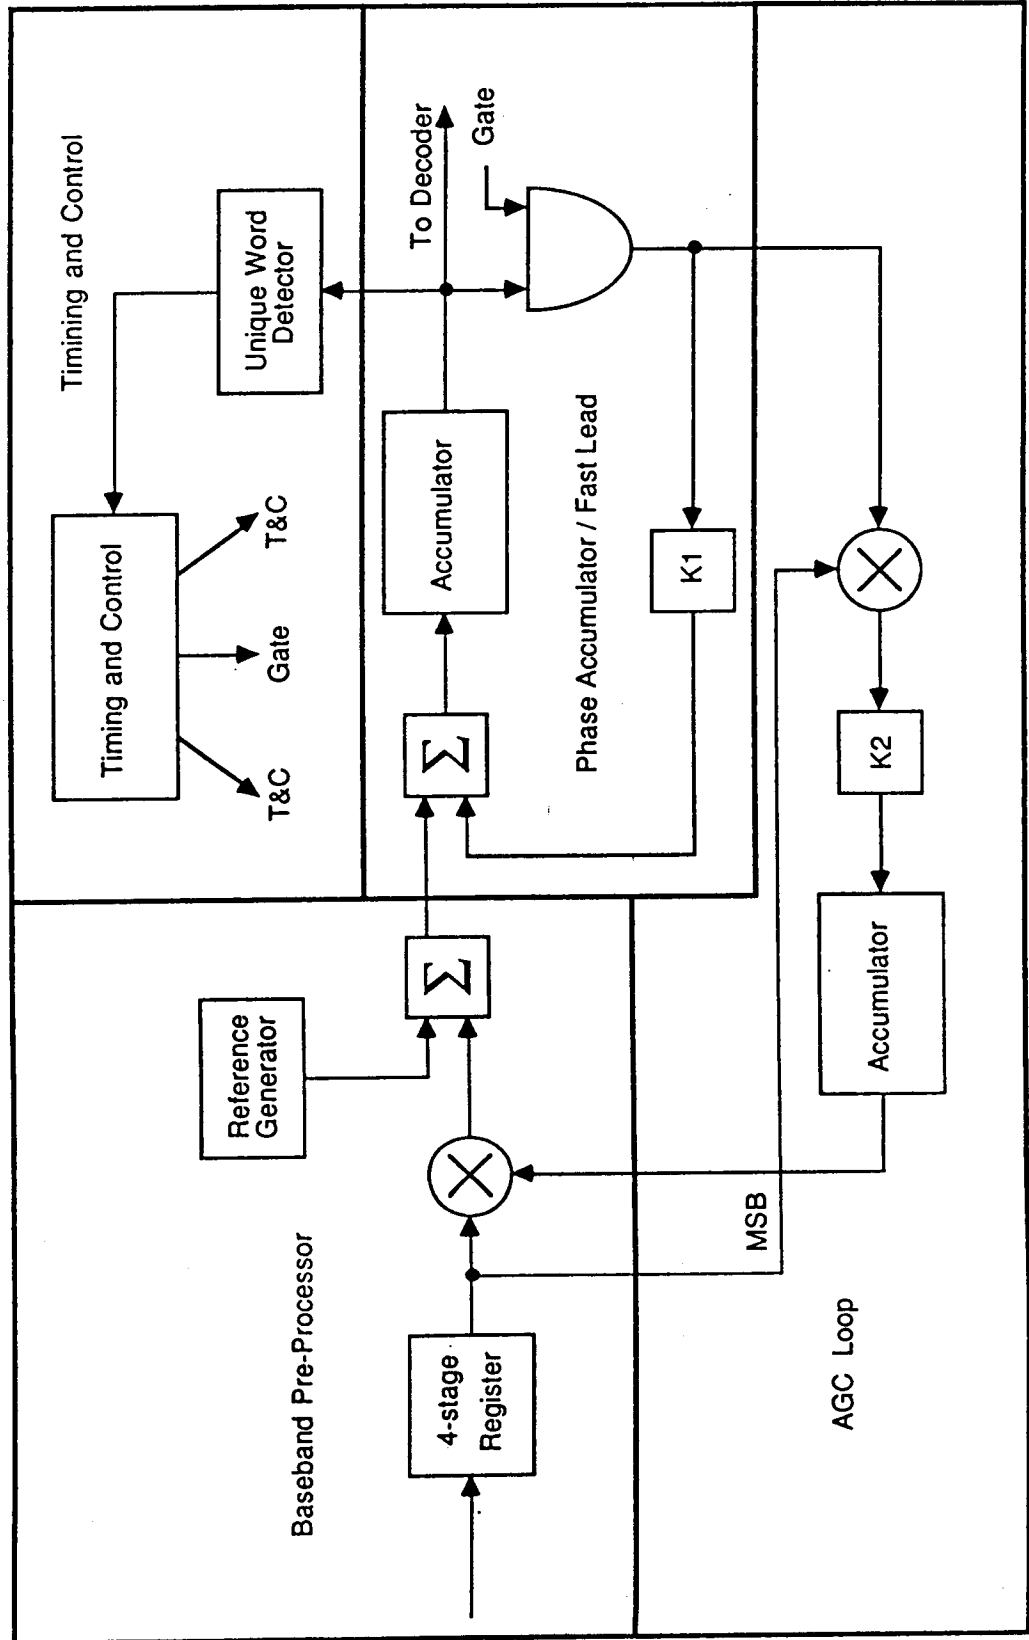 Timining and Control
Timing and Control
T&C
Gate
T&C
Unique Word
Detector
Baseband Pre-Processor
Reference
Generator
4-stage
Register
Σ
Σ
Accumulator
To Decoder
Gate
Phase Accumulator / Fast Lead
K1
MSB
AGC Loop
Accumulator
K2